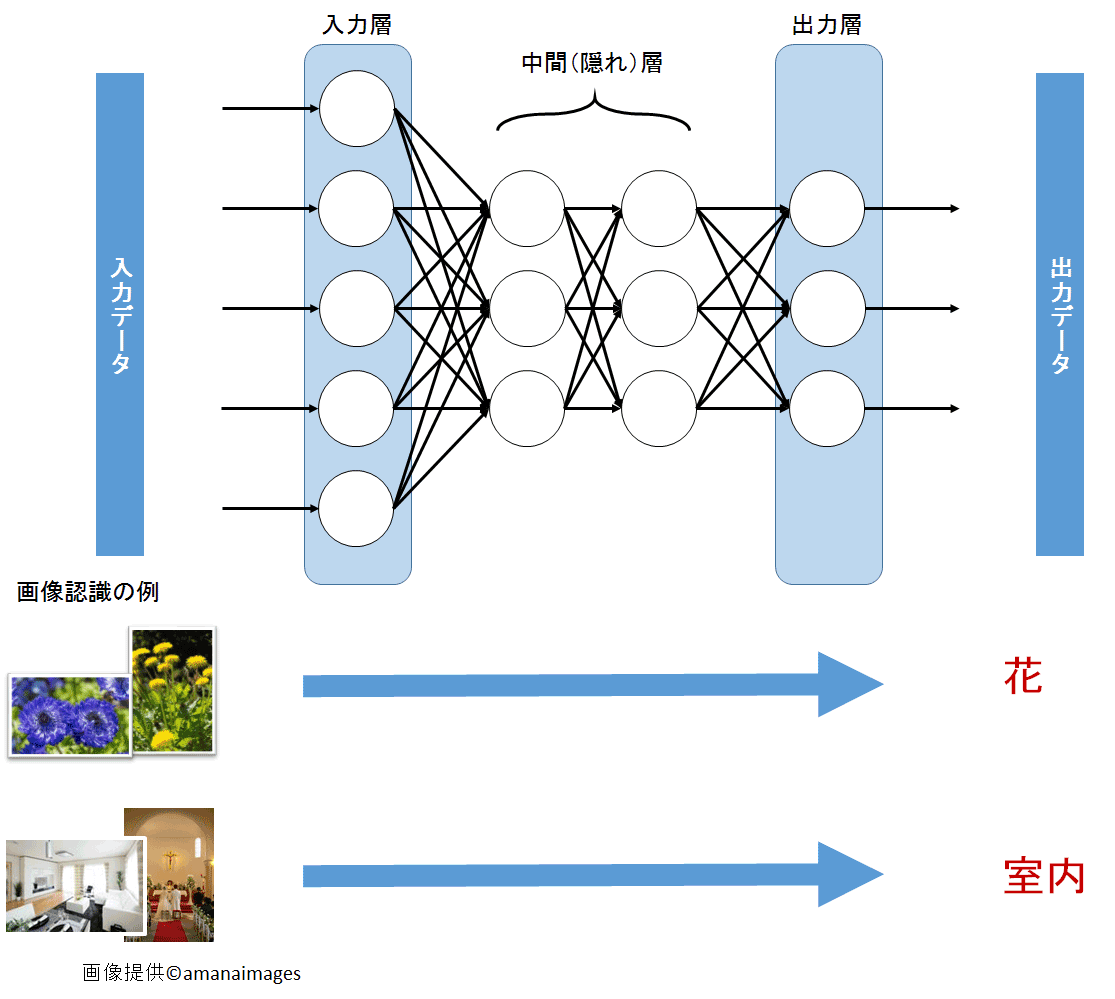 入力層
出力層
中間（隠れ）層
入力データ
出力データ
画像認識の例
花
室内
画像提供©amanaimages